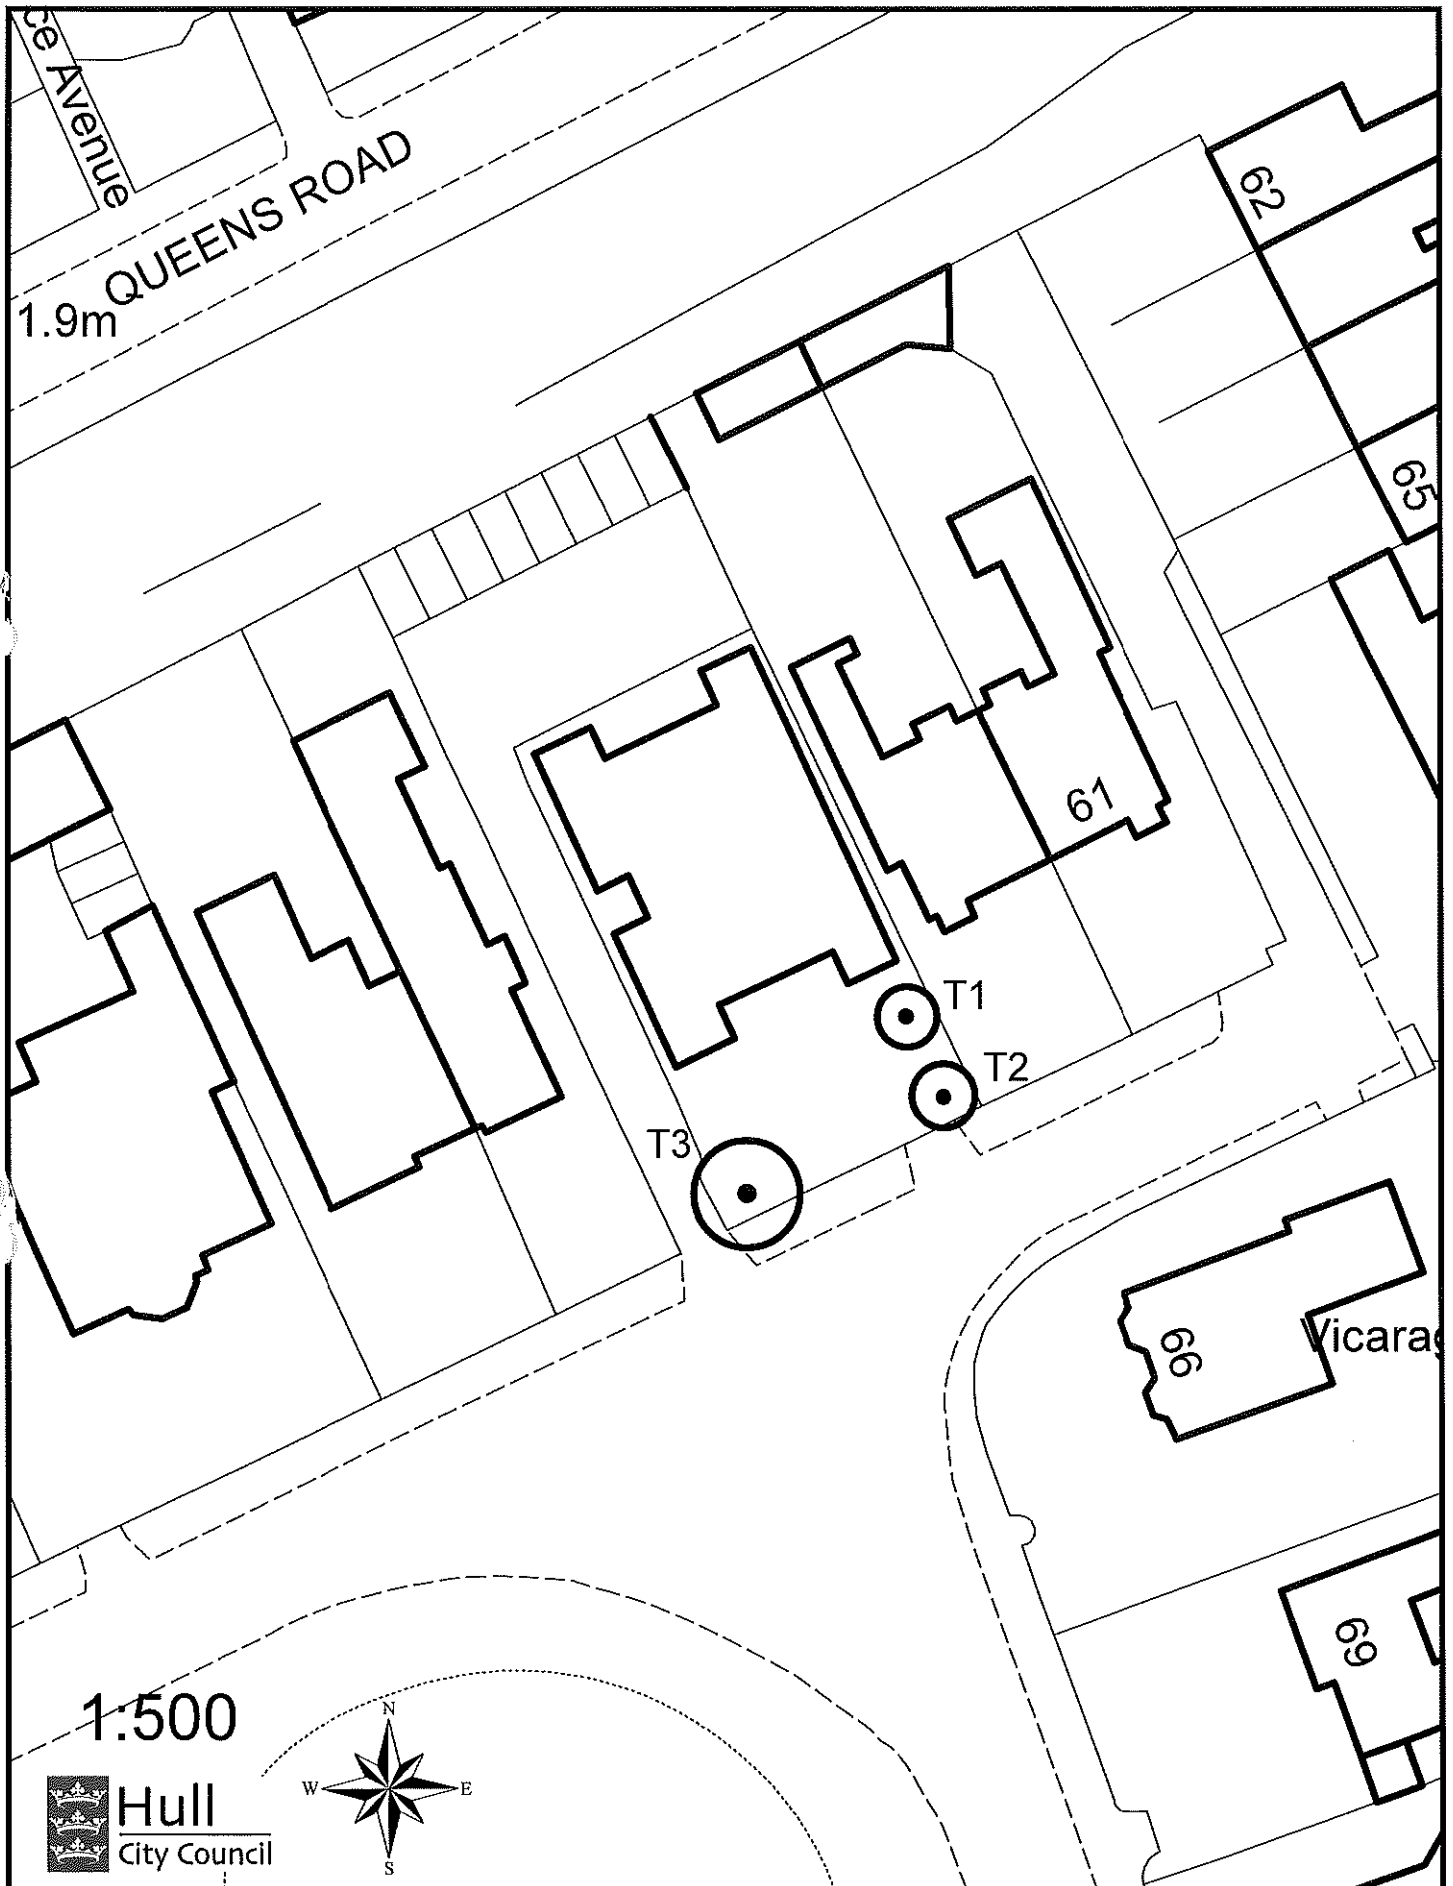 ce Avenue
QUEENS ROAD
1.9m
62
65
61
T1
T2
T3
66
Vicarag
69
1:500
N
W
E
S
Hull
City Council